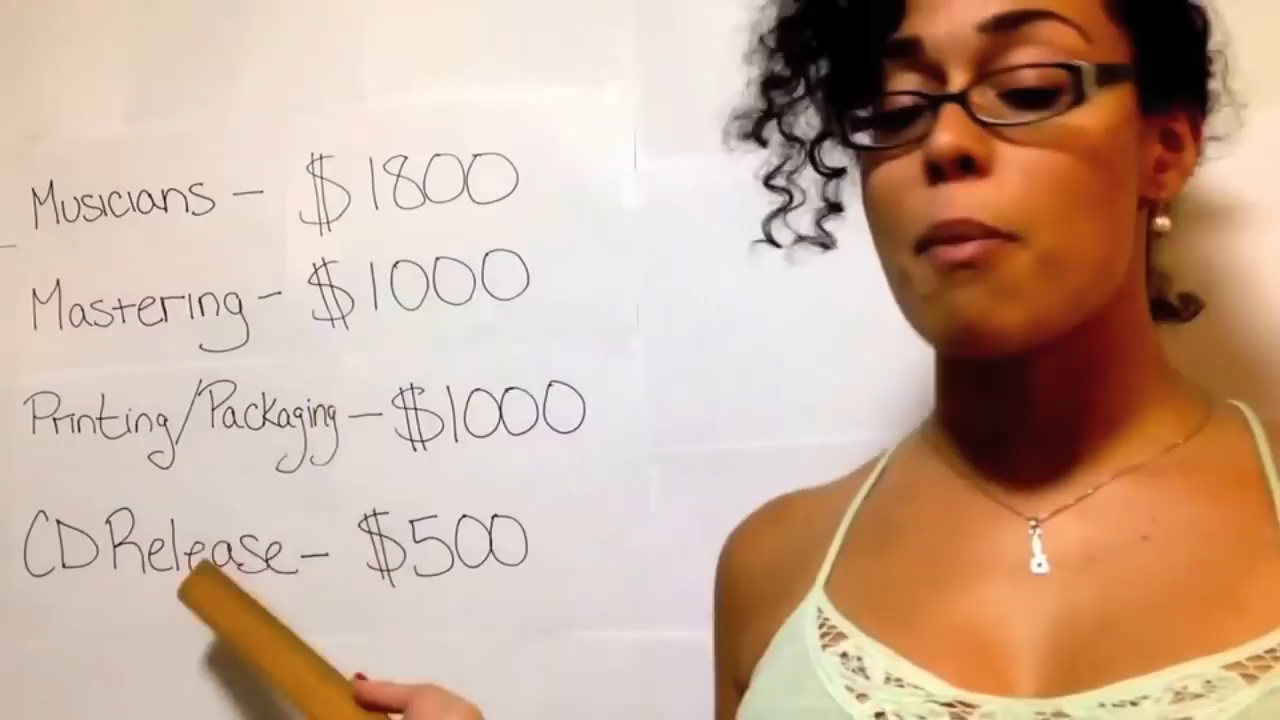 Musicians - $1800
Mastering - $1000
Printing/Packaging - $1000
CD Release - $500